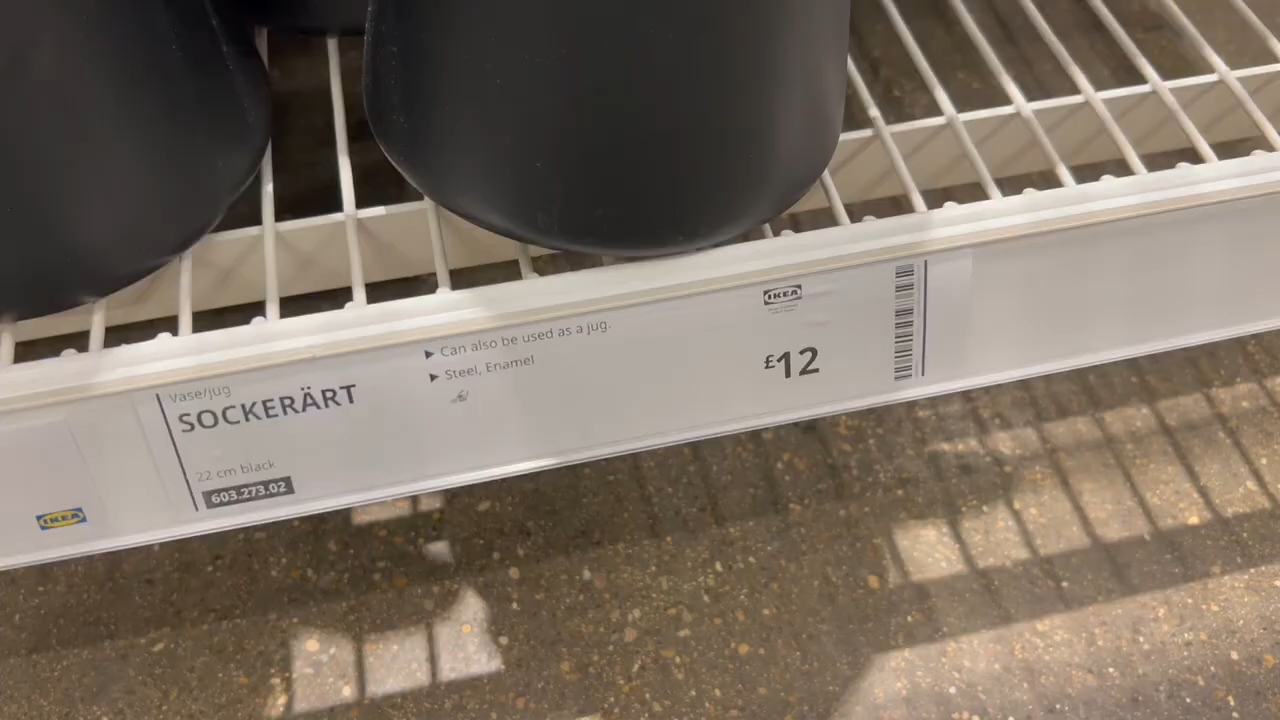 Vase/jug
SOCKERÄRT
22 cm black
603.273.02
▶ Can also be used as a jug.
▶ Steel, Enamel
IKEA
£12
IKEA